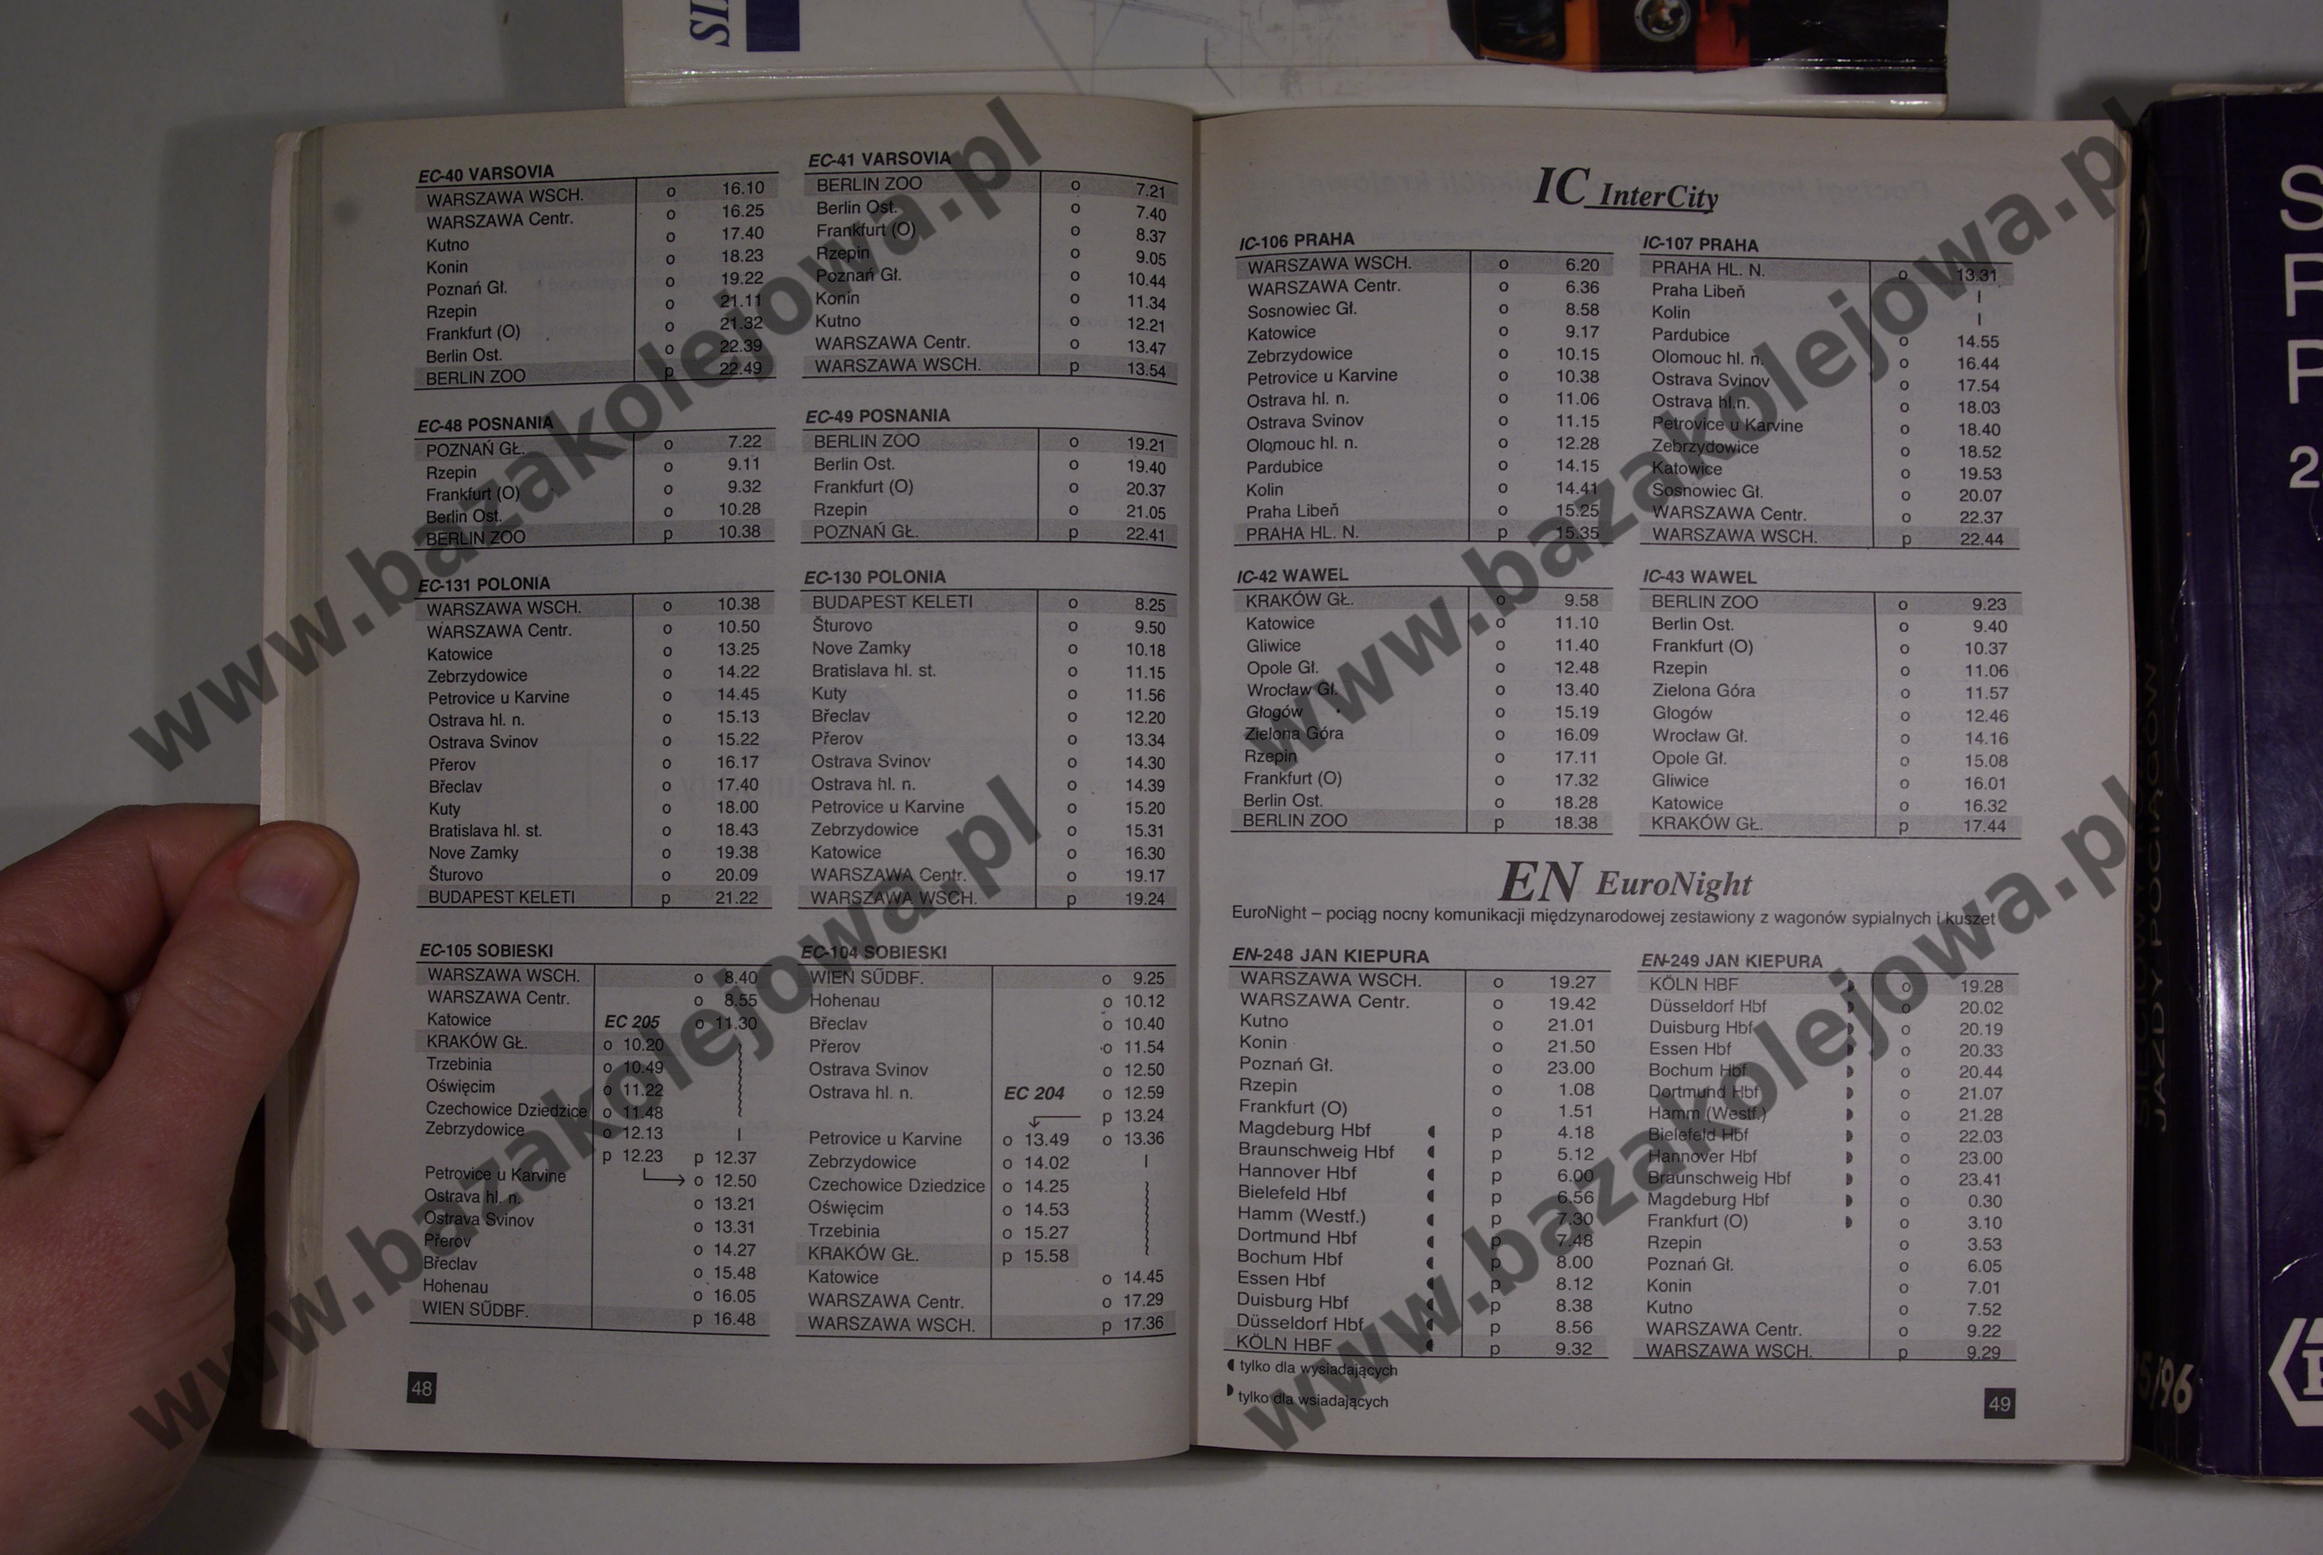 EC-40 VARSOVIA
WARSZAWA WSCH. o 16.10
WARSZAWA Centr. o 16.25
Kutno o 17.40
Konin o 18.23
Poznań Gł. o 19.22
Rzepin o 21.11
Frankfurt (O) o 21.32
Berlin Ost. o 22.39
BERLIN ZOO p 22.49
EC-41 VARSOVIA
BERLIN ZOO o 7.21
Berlin Ost. o 7.40
Frankfurt (O) o 8.37
Rzepin o 9.05
Poznań Gł. o 10.44
Konin o 11.34
Kutno o 12.21
WARSZAWA Centr. o 13.47
WARSZAWA WSCH. p 13.54
EC-48 POSNANIA
POZNAŃ GŁ. o 7.22
Rzepin o 9.11
Frankfurt (O) o 9.32
Berlin Ost. o 10.28
BERLIN ZOO p 10.38
EC-49 POSNANIA
BERLIN ZOO o 19.21
Berlin Ost. o 19.40
Frankfurt (O) o 20.37
Rzepin o 21.05
POZNAŃ GŁ. p 22.41
EC-131 POLONIA
WARSZAWA WSCH. o 10.38
WARSZAWA Centr. o 10.50
Katowice o 13.25
Zebrzydowice o 14.22
Petrovice u Karvine o 14.45
Ostrava hl. n. o 15.13
Ostrava Svinov o 15.22
Přerov o 16.17
Břeclav o 17.40
Kuty o 18.00
Bratislava hl. st. o 18.43
Nove Zamky o 19.38
Šturovo o 20.09
BUDAPEST KELETI p 21.22
EC-130 POLONIA
BUDAPEST KELETI o 8.25
Šturovo o 9.50
Nove Zamky o 10.18
Bratislava hl. st. o 11.15
Kuty o 11.56
Břeclav o 12.20
Přerov o 13.34
Ostrava Svinov o 14.30
Ostrava hl. n. o 14.39
Petrovice u Karvine o 15.20
Zebrzydowice o 15.31
Katowice o 16.30
WARSZAWA Centr. o 19.17
WARSZAWA WSCH. p 19.24
EC-105 SOBIESKI
WARSZAWA WSCH. o 8.40
WARSZAWA Centr. o 8.55
Katowice EC 205 o 11.30
KRAKÓW GŁ. o 10.20
Trzebinia o 10.49
Oświęcim o 11.22
Czechowice Dziedzice o 11.48
Zebrzydowice o 12.13
p 12.23 p 12.37
Petrovice u Karvine o 12.50
Ostrava hl. n. o 13.21
Ostrava Svinov o 13.31
Přerov o 14.27
Břeclav o 15.48
Hohenau o 16.05
WIEN SŰDBF. p 16.48
EC-104 SOBIESKI
WIEN SŰDBF. o 9.25
Hohenau o 10.12
Břeclav o 10.40
Přerov o 11.54
Ostrava Svinov o 12.50
Ostrava hl. n. EC 204 o 12.59
p 13.24
Petrovice u Karvine o 13.49 o 13.36
Zebrzydowice o 14.02
Czechowice Dziedzice o 14.25
Oświęcim o 14.53
Trzebinia o 15.27
KRAKÓW GŁ. p 15.58
Katowice o 14.45
WARSZAWA Centr. o 17.29
WARSZAWA WSCH. p 17.36
48
IC InterCity
IC-106 PRAHA
WARSZAWA WSCH. o 6.20
WARSZAWA Centr. o 6.36
Sosnowiec Gł. o 8.58
Katowice o 9.17
Zebrzydowice o 10.15
Petrovice u Karvine o 10.38
Ostrava hl. n. o 11.06
Ostrava Svinov o 11.15
Olomouc hl. n. o 12.28
Pardubice o 14.15
Kolin o 14.41
Praha Libeň o 15.25
PRAHA HL. N. p 15.35
IC-107 PRAHA
PRAHA HL. N. o 13.31
Praha Libeň |
Kolin |
Pardubice o 14.55
Olomouc hl. n. o 16.44
Ostrava Svinov o 17.54
Ostrava hl.n. o 18.03
Petrovice u Karvine o 18.40
Zebrzydowice o 18.52
Katowice o 19.53
Sosnowiec Gł. o 20.07
WARSZAWA Centr. o 22.37
WARSZAWA WSCH. p 22.44
IC-42 WAWEL
KRAKÓW GŁ. o 9.58
Katowice o 11.10
Gliwice o 11.40
Opole Gł. o 12.48
Wrocław Gł. o 13.40
Głogów o 15.19
Zielona Góra o 16.09
Rzepin o 17.11
Frankfurt (O) o 17.32
Berlin Ost. o 18.28
BERLIN ZOO p 18.38
IC-43 WAWEL
BERLIN ZOO o 9.23
Berlin Ost. o 9.40
Frankfurt (O) o 10.37
Rzepin o 11.06
Zielona Góra o 11.57
Głogów o 12.46
Wrocław Gł. o 14.16
Opole Gł. o 15.08
Gliwice o 16.01
Katowice o 16.32
KRAKÓW GŁ. p 17.44
EN EuroNight
EuroNight – pociąg nocny komunikacji międzynarodowej zestawiony z wagonów sypialnych i kuszet
EN-248 JAN KIEPURA
WARSZAWA WSCH. o 19.27
WARSZAWA Centr. o 19.42
Kutno o 21.01
Konin o 21.50
Poznań Gł. o 23.00
Rzepin o 1.08
Frankfurt (O) o 1.51
Magdeburg Hbf p 4.18
Braunschweig Hbf p 5.12
Hannover Hbf p 6.00
Bielefeld Hbf p 6.56
Hamm (Westf.) p 7.30
Dortmund Hbf p 7.48
Bochum Hbf p 8.00
Essen Hbf p 8.12
Duisburg Hbf p 8.38
Düsseldorf Hbf p 8.56
KÖLN HBF p 9.32
tylko dla wysiadających
tylko dla wsiadających
EN-249 JAN KIEPURA
KÖLN HBF o 19.28
Düsseldorf Hbf o 20.02
Duisburg Hbf o 20.19
Essen Hbf o 20.33
Bochum Hbf o 20.44
Dortmund Hbf o 21.07
Hamm (Westf.) o 21.28
Bielefeld Hbf o 22.03
Hannover Hbf o 23.00
Braunschweig Hbf o 23.41
Magdeburg Hbf o 0.30
Frankfurt (O) o 3.10
Rzepin o 3.53
Poznań Gł. o 6.05
Konin o 7.01
Kutno o 7.52
WARSZAWA Centr. o 9.22
WARSZAWA WSCH. p 9.29
49
JAZDY POCIĄGÓW
www.bazakolejowa.pl
www.bazakolejowa.pl
www.bazakolejowa.pl
www.bazakolejowa.pl